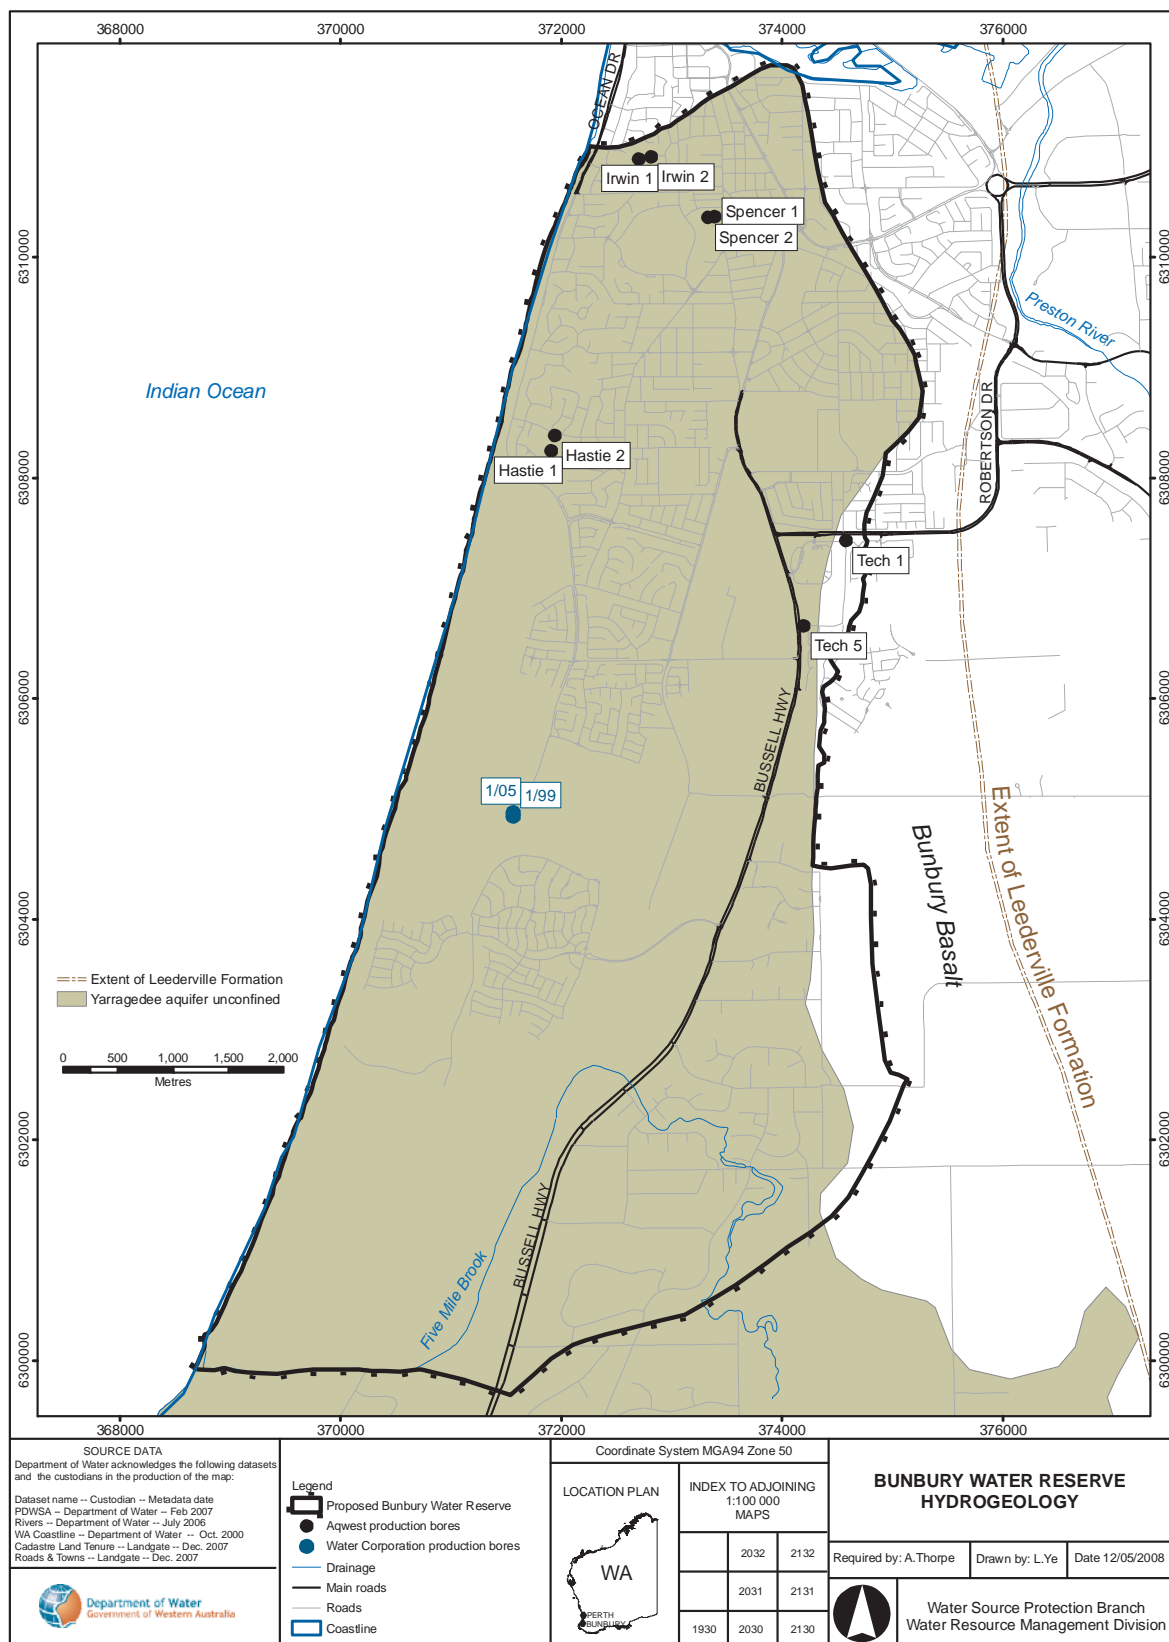 368000 370000 372000 374000 376000
OCEAN DR
Irwin 1
Irwin 2
Spencer 1
Spencer 2
6310000
6310000
Preston River
Indian Ocean
ROBERTSON DR
Hastie 2
Hastie 1
6308000
6308000
Tech 1
Tech 5
6306000
6306000
BUSSELL HWY
1/05
1/99
Extent of Leederville Formation
Bunbury Basalt
6304000
6304000
Extent of Leederville Formation
Yarragedee aquifer unconfined
0 500 1,000 1,500 2,000
Metres
6302000
6302000
BUSSELL HWY
Five Mile Brook
6300000
6300000
368000 370000 372000 374000 376000
SOURCE DATA
Department of Water acknowledges the following datasets
and the custodians in the production of the map:
Dataset name -- Custodian -- Metadata date
PDWSA -- Department of Water -- Feb 2007
Rivers -- Department of Water -- July 2006
WA Coastline -- Department of Water -- Oct. 2000
Cadastre Land Tenure -- Landgate -- Dec. 2007
Roads & Towns -- Landgate -- Dec. 2007
Department of Water
Government of Western Australia
Legend
Proposed Bunbury Water Reserve
Aqwest production bores
Water Corporation production bores
Drainage
Main roads
Roads
Coastline
Coordinate System MGA94 Zone 50
LOCATION PLAN
WA
PERTH
BUNBURY
INDEX TO ADJOINING
1:100 000
MAPS
2032 2132
2031 2131
1930 2030 2130
BUNBURY WATER RESERVE
HYDROGEOLOGY
Required by: A.Thorpe
Drawn by: L.Ye
Date 12/05/2008
Water Source Protection Branch
Water Resource Management Division